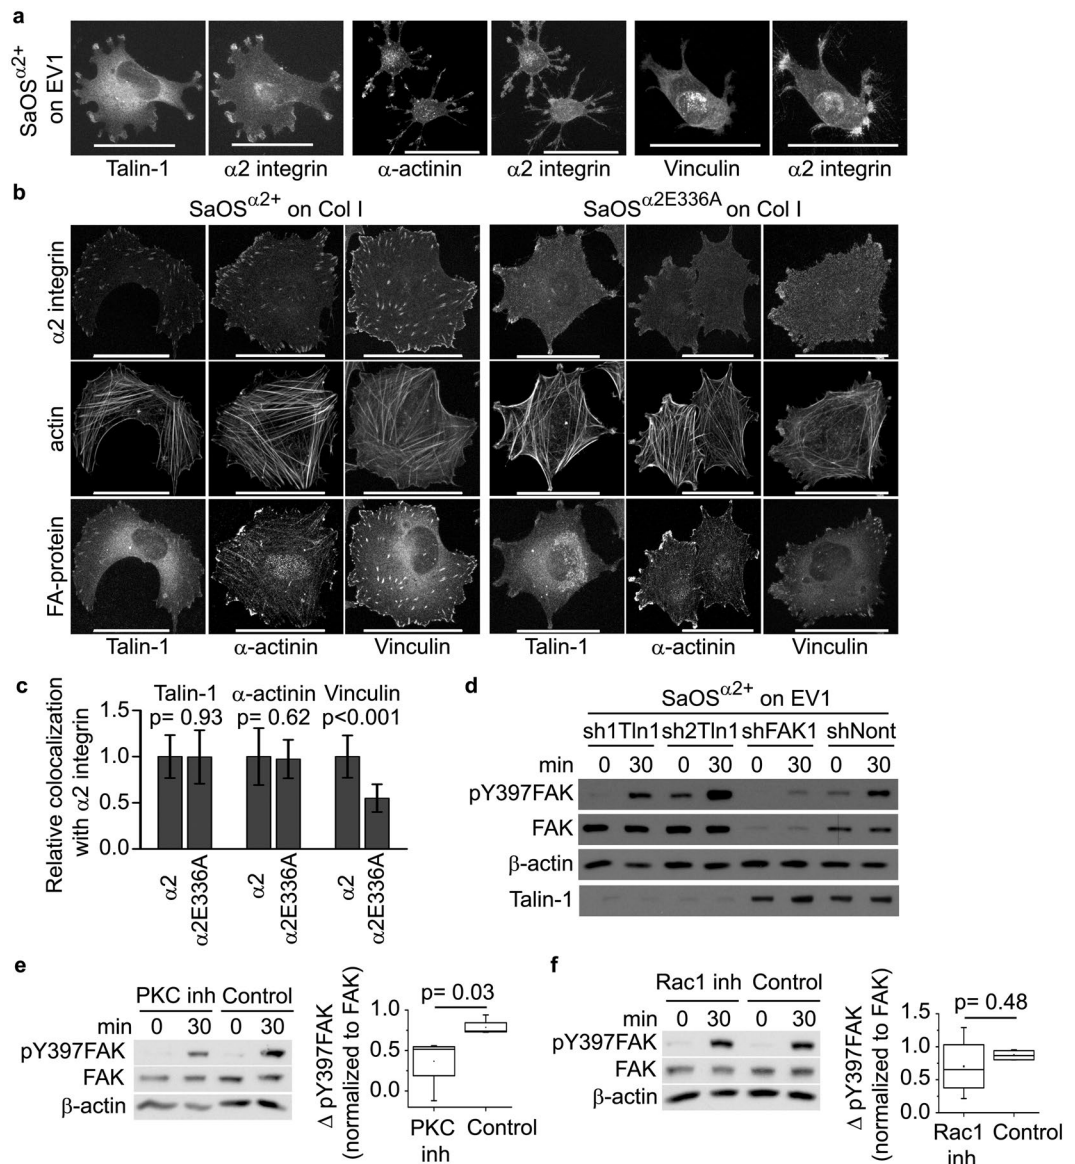 a
SaOSα2+
on EV1
Talin-1 α2 integrin α-actinin α2 integrin Vinculin α2 integrin
b
SaOSα2+ on Col I SaOSα2E336A on Col I
α2 integrin
actin
FA-protein
Talin-1 α-actinin Vinculin Talin-1 α-actinin Vinculin
c
Relative colocalization
with α2 integrin
Talin-1 α-actinin Vinculin
p= 0.93 p= 0.62 p<0.001
1.5
1.0
0.5
0.0
α2 α2E336A α2 α2E336A α2 α2E336A
d
SaOSα2+ on EV1
sh1Tln1 sh2Tln1 shFAK1 shNont
min 0 30 0 30 0 30 0 30
pY397FAK
FAK
β-actin
Talin-1
e
PKC inh Control
min 0 30 0 30
pY397FAK
FAK
β-actin
Δ pY397FAK
(normalized to FAK)
p= 0.03
1.0
0.5
0.0
PKC Control
inh
f
Rac1 inh Control
min 0 30 0 30
pY397FAK
FAK
β-actin
Δ pY397FAK
(normalized to FAK)
p= 0.48
1.5
1.0
0.5
0.0
Rac1 Control
inh